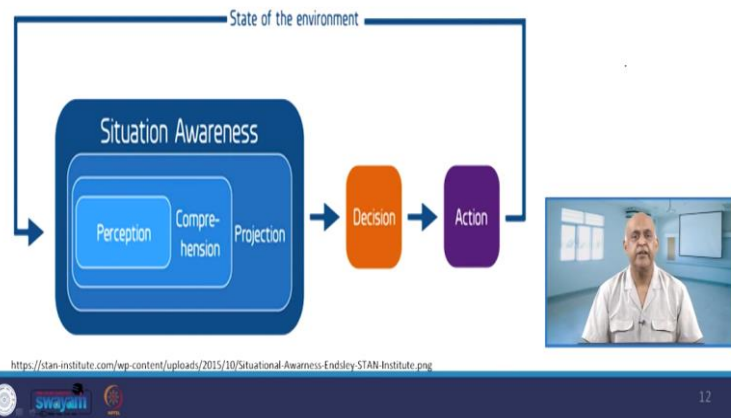 State of the environment
Situation Awareness
Perception
Compre-
hension
Projection
Decision
Action
https://stan-institute.com/wp-content/uploads/2015/10/Situational-Awarness-Endsley-STAN-Institute.png
swayam
12